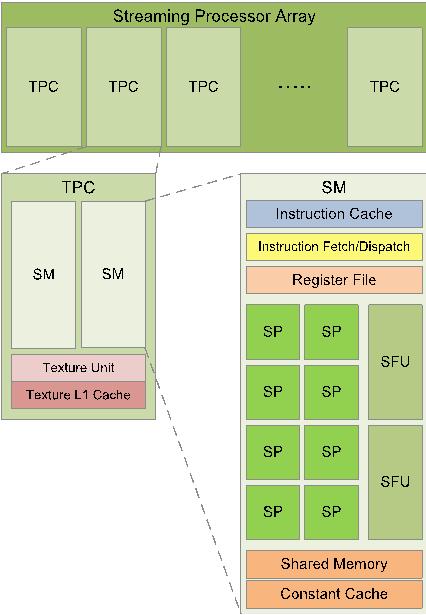 Streaming Processor Array
TPC TPC TPC ..... TPC
TPC
SM SM
Texture Unit
Texture L1 Cache
SM
Instruction Cache
Instruction Fetch/Dispatch
Register File
SP SP SFU
SP SP
SP SP SFU
SP SP
Shared Memory
Constant Cache